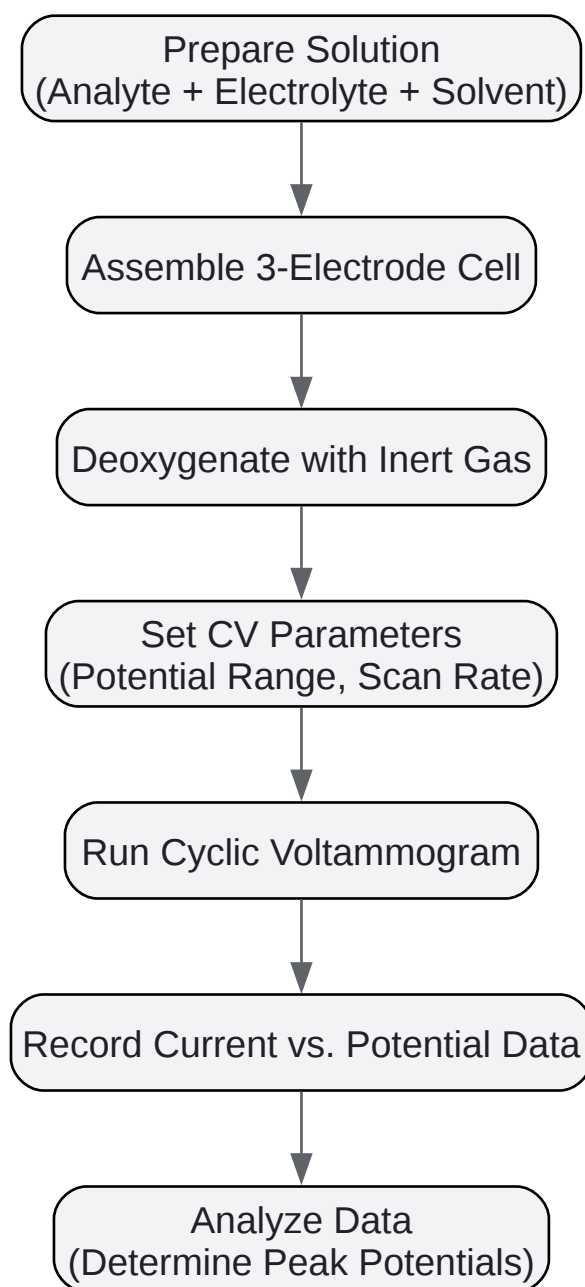 Prepare Solution
(Analyte + Electrolyte + Solvent)
Assemble 3-Electrode Cell
Deoxygenate with Inert Gas
Set CV Parameters
(Potential Range, Scan Rate)
Run Cyclic Voltammogram
Record Current vs. Potential Data
Analyze Data
(Determine Peak Potentials)